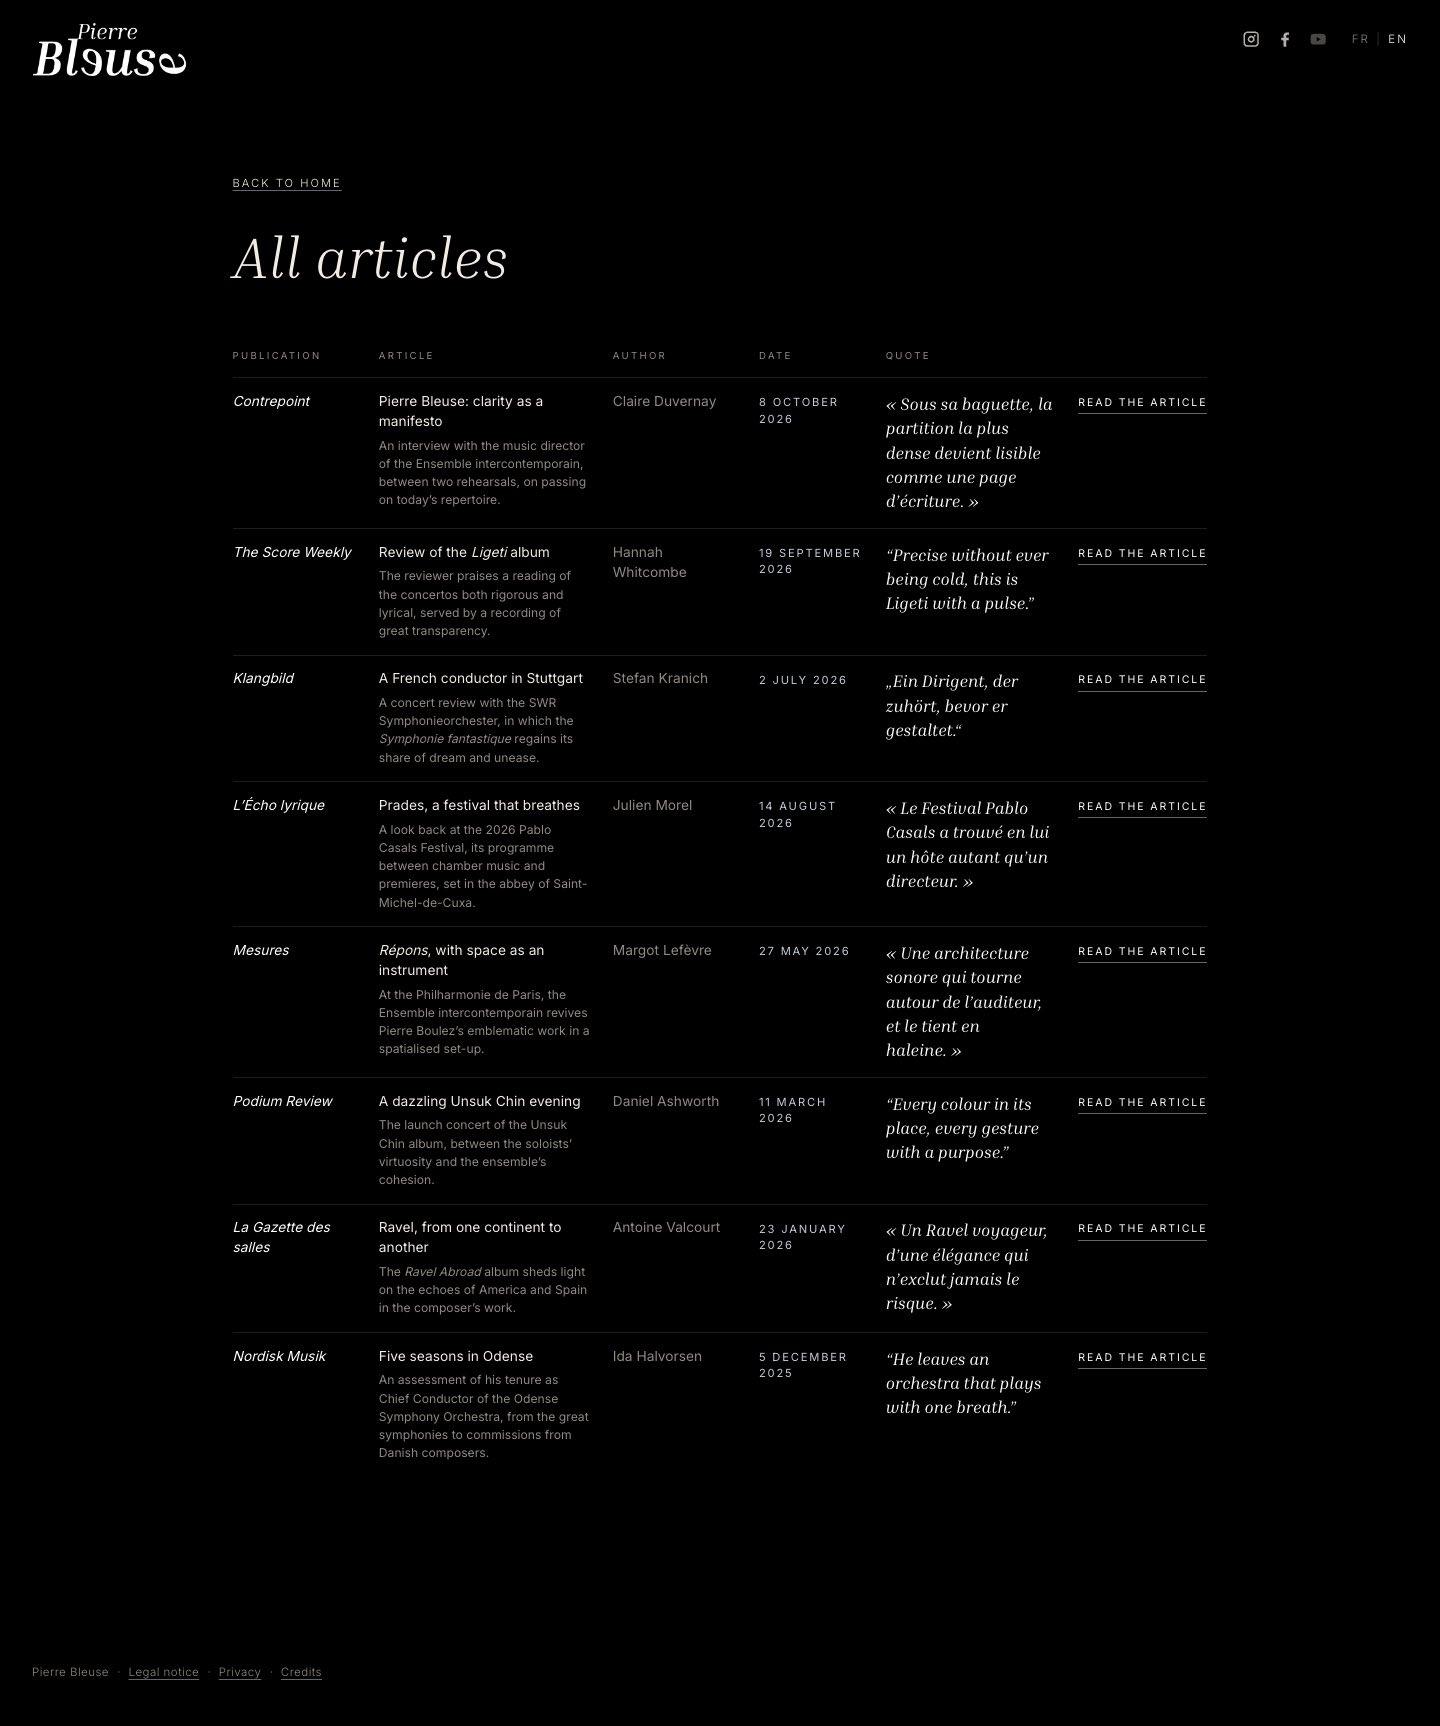 Pierre
Bleuse
FR | EN
BACK TO HOME
All articles
PUBLICATION ARTICLE AUTHOR DATE QUOTE
Contrepoint
Pierre Bleuse: clarity as a
manifesto
An interview with the music director
of the Ensemble intercontemporain,
between two rehearsals, on passing
on today’s repertoire.
Claire Duvernay
8 OCTOBER
2026
« Sous sa baguette, la
partition la plus
dense devient lisible
comme une page
d’écriture. »
READ THE ARTICLE
The Score Weekly
Review of the Ligeti album
The reviewer praises a reading of
the concertos both rigorous and
lyrical, served by a recording of
great transparency.
Hannah
Whitcombe
19 SEPTEMBER
2026
“Precise without ever
being cold, this is
Ligeti with a pulse.”
READ THE ARTICLE
Klangbild
A French conductor in Stuttgart
A concert review with the SWR
Symphonieorchester, in which the
Symphonie fantastique regains its
share of dream and unease.
Stefan Kranich
2 JULY 2026
„Ein Dirigent, der
zuhört, bevor er
gestaltet.“
READ THE ARTICLE
L’Écho lyrique
Prades, a festival that breathes
A look back at the 2026 Pablo
Casals Festival, its programme
between chamber music and
premieres, set in the abbey of Saint-
Michel-de-Cuxa.
Julien Morel
14 AUGUST
2026
« Le Festival Pablo
Casals a trouvé en lui
un hôte autant qu’un
directeur. »
READ THE ARTICLE
Mesures
Répons, with space as an
instrument
At the Philharmonie de Paris, the
Ensemble intercontemporain revives
Pierre Boulez’s emblematic work in a
spatialised set-up.
Margot Lefèvre
27 MAY 2026
« Une architecture
sonore qui tourne
autour de l’auditeur,
et le tient en
haleine. »
READ THE ARTICLE
Podium Review
A dazzling Unsuk Chin evening
The launch concert of the Unsuk
Chin album, between the soloists’
virtuosity and the ensemble’s
cohesion.
Daniel Ashworth
11 MARCH
2026
“Every colour in its
place, every gesture
with a purpose.”
READ THE ARTICLE
La Gazette des
salles
Ravel, from one continent to
another
The Ravel Abroad album sheds light
on the echoes of America and Spain
in the composer’s work.
Antoine Valcourt
23 JANUARY
2026
« Un Ravel voyageur,
d’une élégance qui
n’exclut jamais le
risque. »
READ THE ARTICLE
Nordisk Musik
Five seasons in Odense
An assessment of his tenure as
Chief Conductor of the Odense
Symphony Orchestra, from the great
symphonies to commissions from
Danish composers.
Ida Halvorsen
5 DECEMBER
2025
“He leaves an
orchestra that plays
with one breath.”
READ THE ARTICLE
Pierre Bleuse · Legal notice · Privacy · Credits